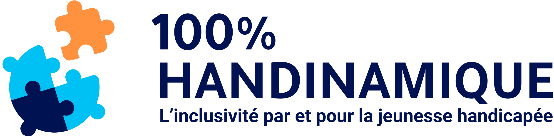 100%
HANDINAMIQUE
L'inclusivité par et pour la jeunesse handicapée